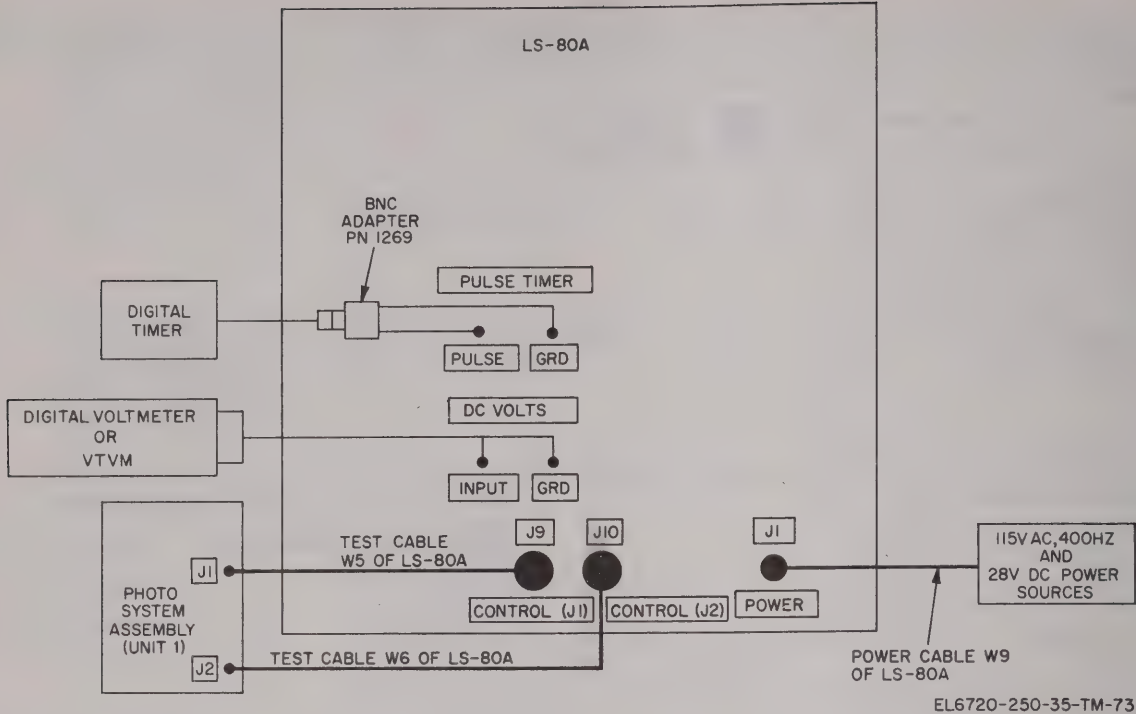 LS-80A
BNC
ADAPTER
PN 1269
PULSE TIMER
DIGITAL
TIMER
PULSE
GRD
DC VOLTS
DIGITAL VOLTMETER
OR
VTVM
INPUT
GRD
J9
J10
J1
115V AC, 400HZ
AND
28V DC POWER
SOURCES
TEST CABLE
W5 OF LS-80A
J1
PHOTO
SYSTEM
ASSEMBLY
(UNIT 1)
CONTROL (J1)
CONTROL (J2)
POWER
J2
TEST CABLE W6 OF LS-80A
POWER CABLE W9
OF LS-80A
EL6720-250-35-TM-73